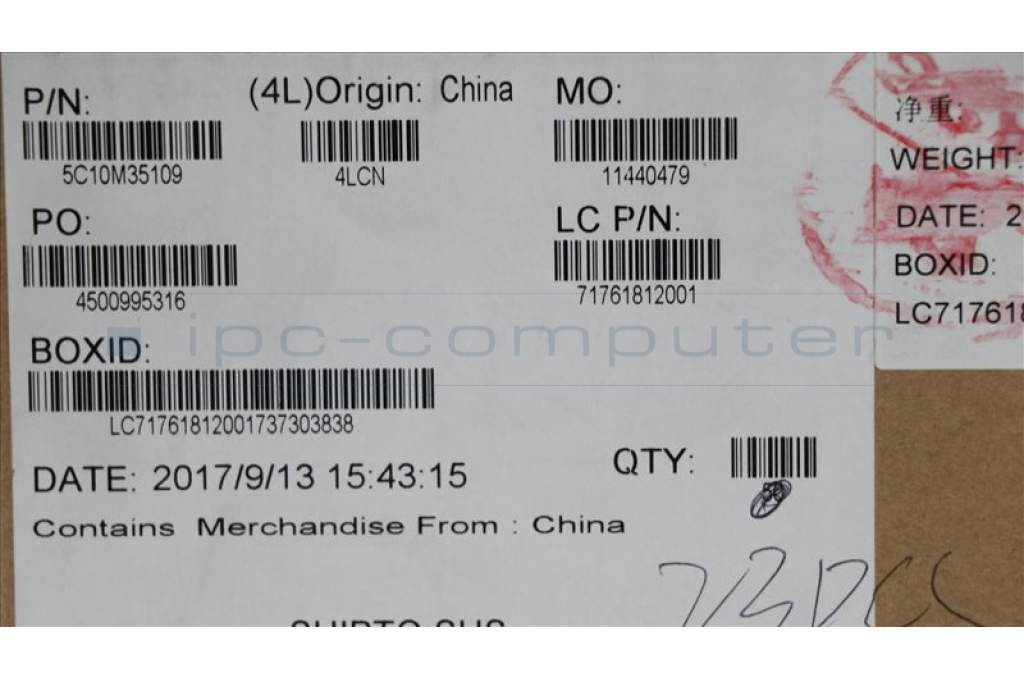 P/N:
(4L)Origin: China
MO:
5C10M35109
4LCN
11440479
PO:
LC P/N:
4500995316
71761812001
ipc-computer
BOXID:
LC71761812001737303838
DATE: 2017/9/13 15:43:15
QTY:
Contains Merchandise From : China
净重:
WEIGHT:
DATE: 2
BOXID:
LC717618